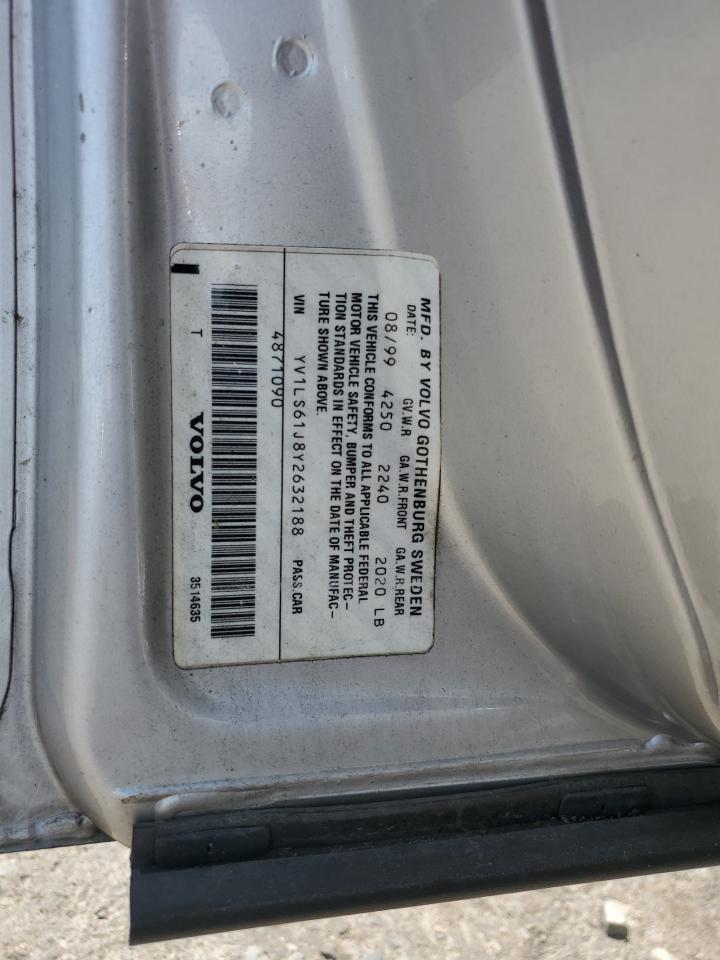 MFD. BY VOLVO GOTHENBURG SWEDEN
DATE: GV.W.R GA.W.R.FRONT GA.W.R.REAR
08/99 4250 2240 2020 LB
THIS VEHICLE CONFORMS TO ALL APPLICABLE FEDERAL
MOTOR VEHICLE SAFETY, BUMPER AND THEFT PROTEC-
TION STANDARDS IN EFFECT ON THE DATE OF MANUFAC-
TURE SHOWN ABOVE.
VIN YV1LS61J8Y2632188 PASS.CAR
4871090
T VOLVO 3514635